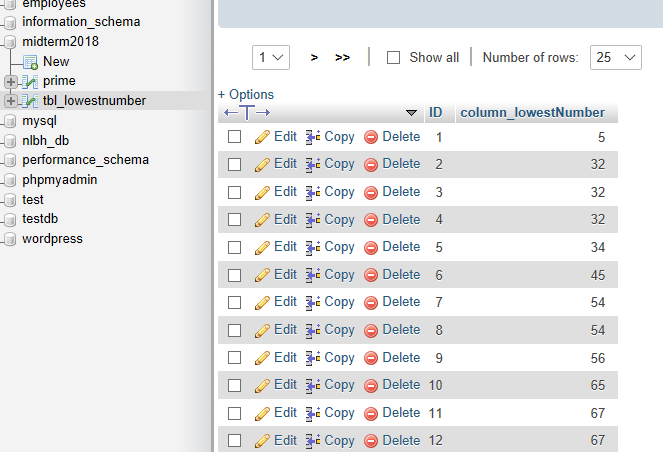 employees
information_schema
midterm2018
New
prime
tbl_lowestnumber
mysql
nlbh_db
performance_schema
phpmyadmin
test
testdb
wordpress
1 > >> Show all Number of rows: 25
+ Options
ID column_lowestNumber
Edit Copy Delete 1 5
Edit Copy Delete 2 32
Edit Copy Delete 3 32
Edit Copy Delete 4 32
Edit Copy Delete 5 34
Edit Copy Delete 6 45
Edit Copy Delete 7 54
Edit Copy Delete 8 54
Edit Copy Delete 9 56
Edit Copy Delete 10 65
Edit Copy Delete 11 67
Edit Copy Delete 12 67